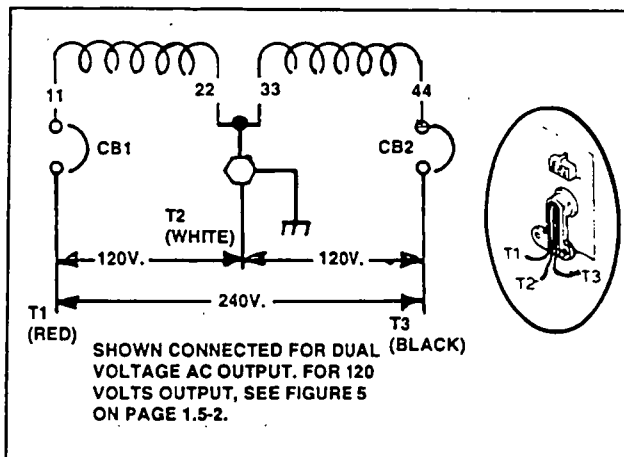 11
22
33
44
CB1
CB2
T2
(WHITE)
120V.
120V.
240V.
T1
(RED)
T3
(BLACK)
SHOWN CONNECTED FOR DUAL
VOLTAGE AC OUTPUT. FOR 120
VOLTS OUTPUT, SEE FIGURE 5
ON PAGE 1.5-2.
T1
T2
T3